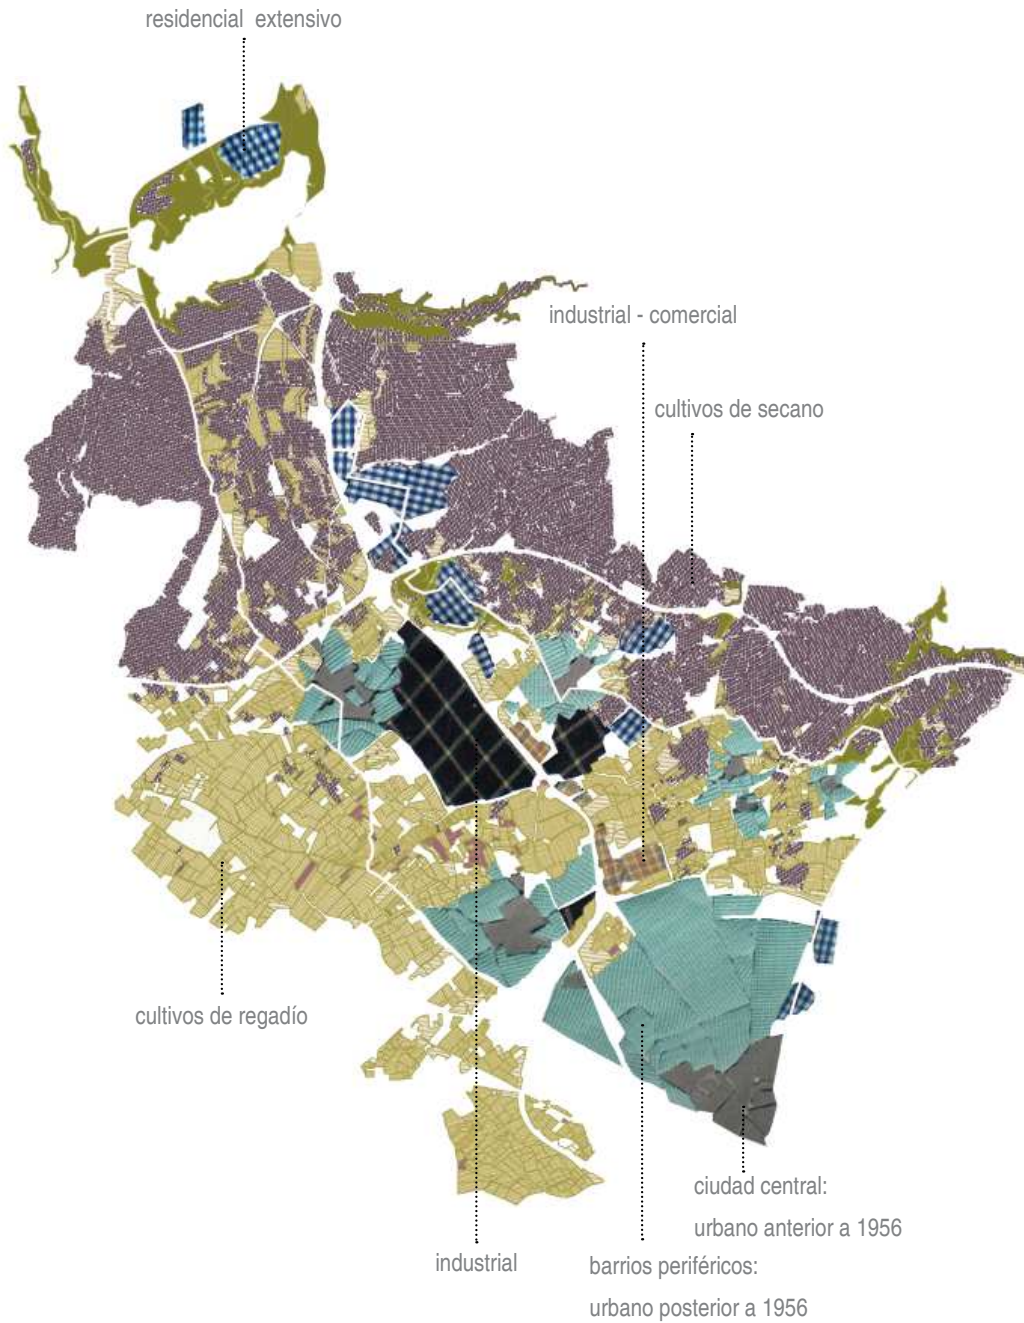 residencial extensivo
industrial - comercial
cultivos de secano
cultivos de regadío
ciudad central:
urbano anterior a 1956
industrial
barrios periféricos:
urbano posterior a 1956